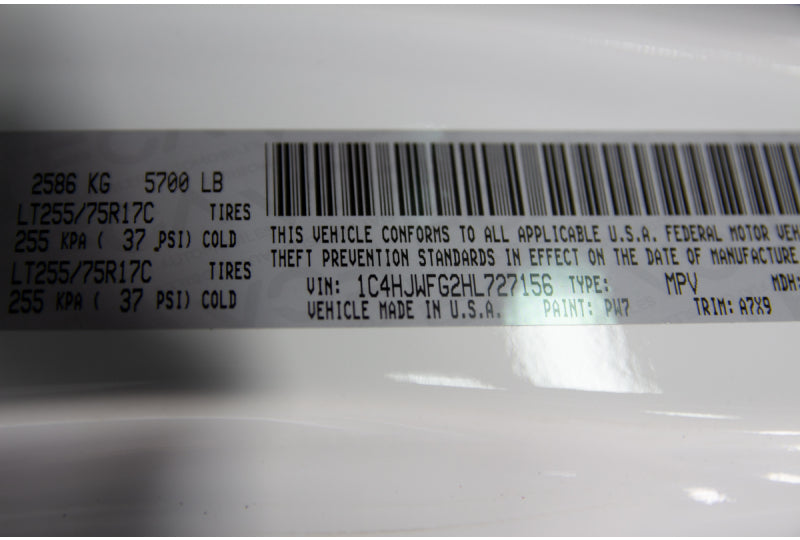 2586 KG 5700 LB
LT255/75R17C TIRES
255 KPA ( 37 PSI) COLD
LT255/75R17C TIRES
255 KPA ( 37 PSI) COLD
THIS VEHICLE CONFORMS TO ALL APPLICABLE U.S.A. FEDERAL MOTOR VEH
THEFT PREVENTION STANDARDS IN EFFECT ON THE DATE OF MANUFACTURE
VIN: 1C4HJWFG2HL727156 TYPE: MPV MDH:
VEHICLE MADE IN U.S.A. PAINT: PW7 TRIM: A7X9